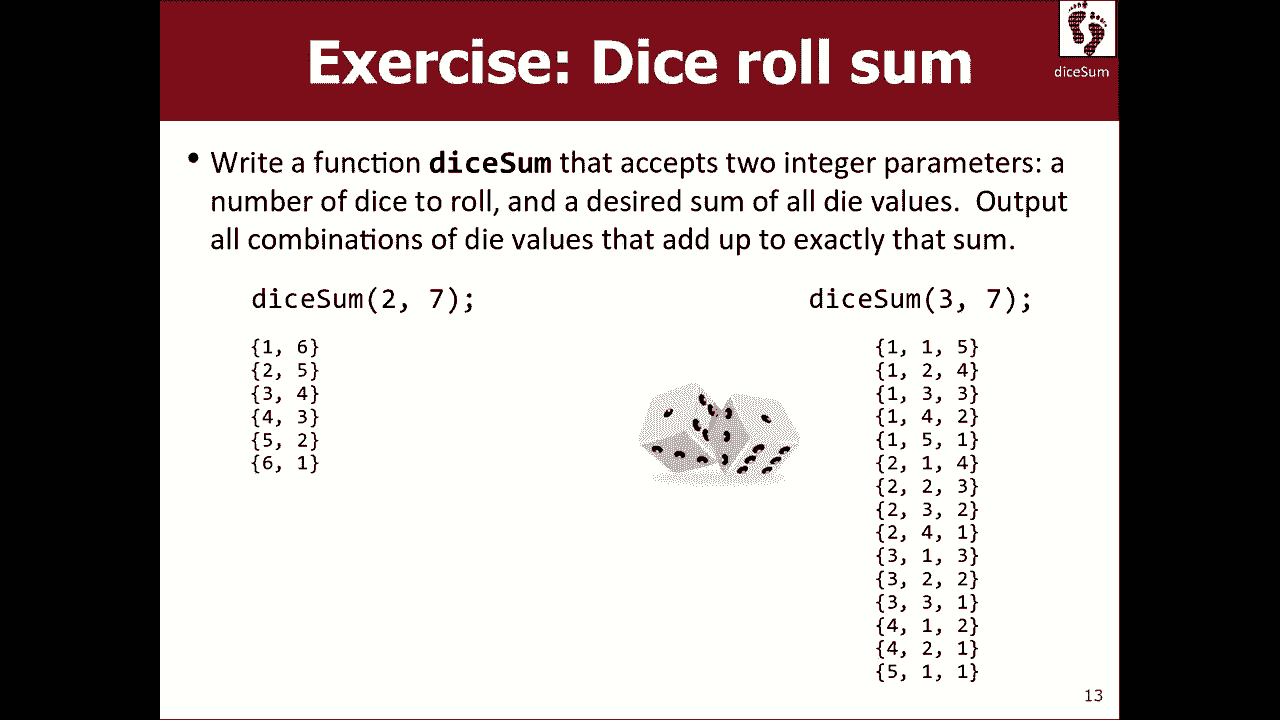 Exercise: Dice roll sum
diceSum
• Write a function diceSum that accepts two integer parameters: a
number of dice to roll, and a desired sum of all die values. Output
all combinations of die values that add up to exactly that sum.
diceSum(2, 7);
{1, 6}
{2, 5}
{3, 4}
{4, 3}
{5, 2}
{6, 1}
diceSum(3, 7);
{1, 1, 5}
{1, 2, 4}
{1, 3, 3}
{1, 4, 2}
{1, 5, 1}
{2, 1, 4}
{2, 2, 3}
{2, 3, 2}
{2, 4, 1}
{3, 1, 3}
{3, 2, 2}
{3, 3, 1}
{4, 1, 2}
{4, 2, 1}
{5, 1, 1}
13